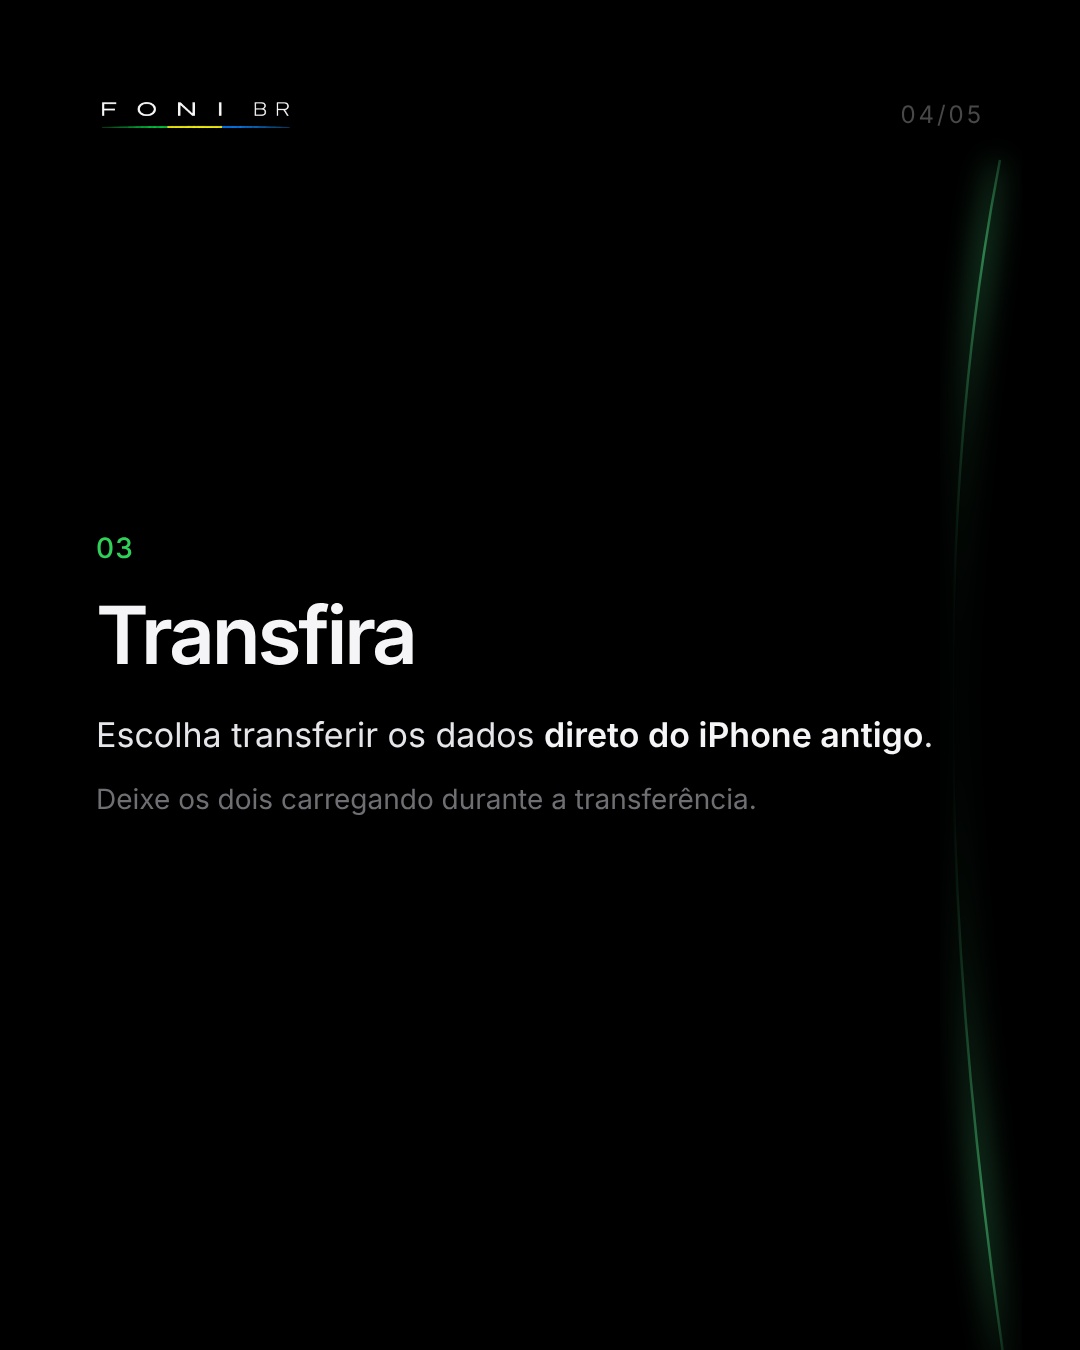 FONI BR
04/05
03
Transfira
Escolha transferir os dados direto do iPhone antigo.
Deixe os dois carregando durante a transferência.